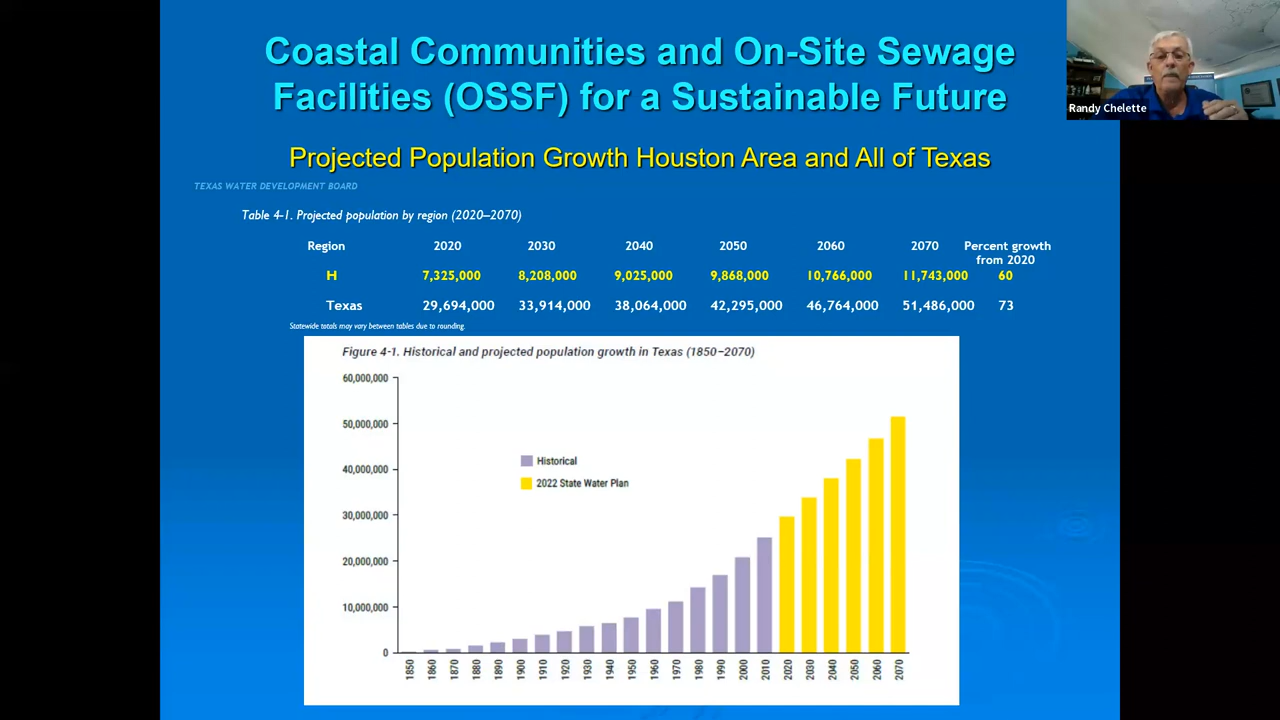 Coastal Communities and On-Site Sewage
Facilities (OSSF) for a Sustainable Future
Randy Chelette
Projected Population Growth Houston Area and All of Texas
TEXAS WATER DEVELOPMENT BOARD
Table 4-1. Projected population by region (2020–2070)
Region 2020 2030 2040 2050 2060 2070 Percent growth
from 2020
H 7,325,000 8,208,000 9,025,000 9,868,000 10,766,000 11,743,000 60
Texas 29,694,000 33,914,000 38,064,000 42,295,000 46,764,000 51,486,000 73
Statewide totals may vary between tables due to rounding.
Figure 4-1. Historical and projected population growth in Texas (1850–2070)
60,000,000
50,000,000
Historical
40,000,000
2022 State Water Plan
30,000,000
20,000,000
10,000,000
0
1850 1860 1870 1880 1890 1900 1910 1920 1930 1940 1950 1960 1970 1980 1990 2000 2010 2020 2030 2040 2050 2060 2070